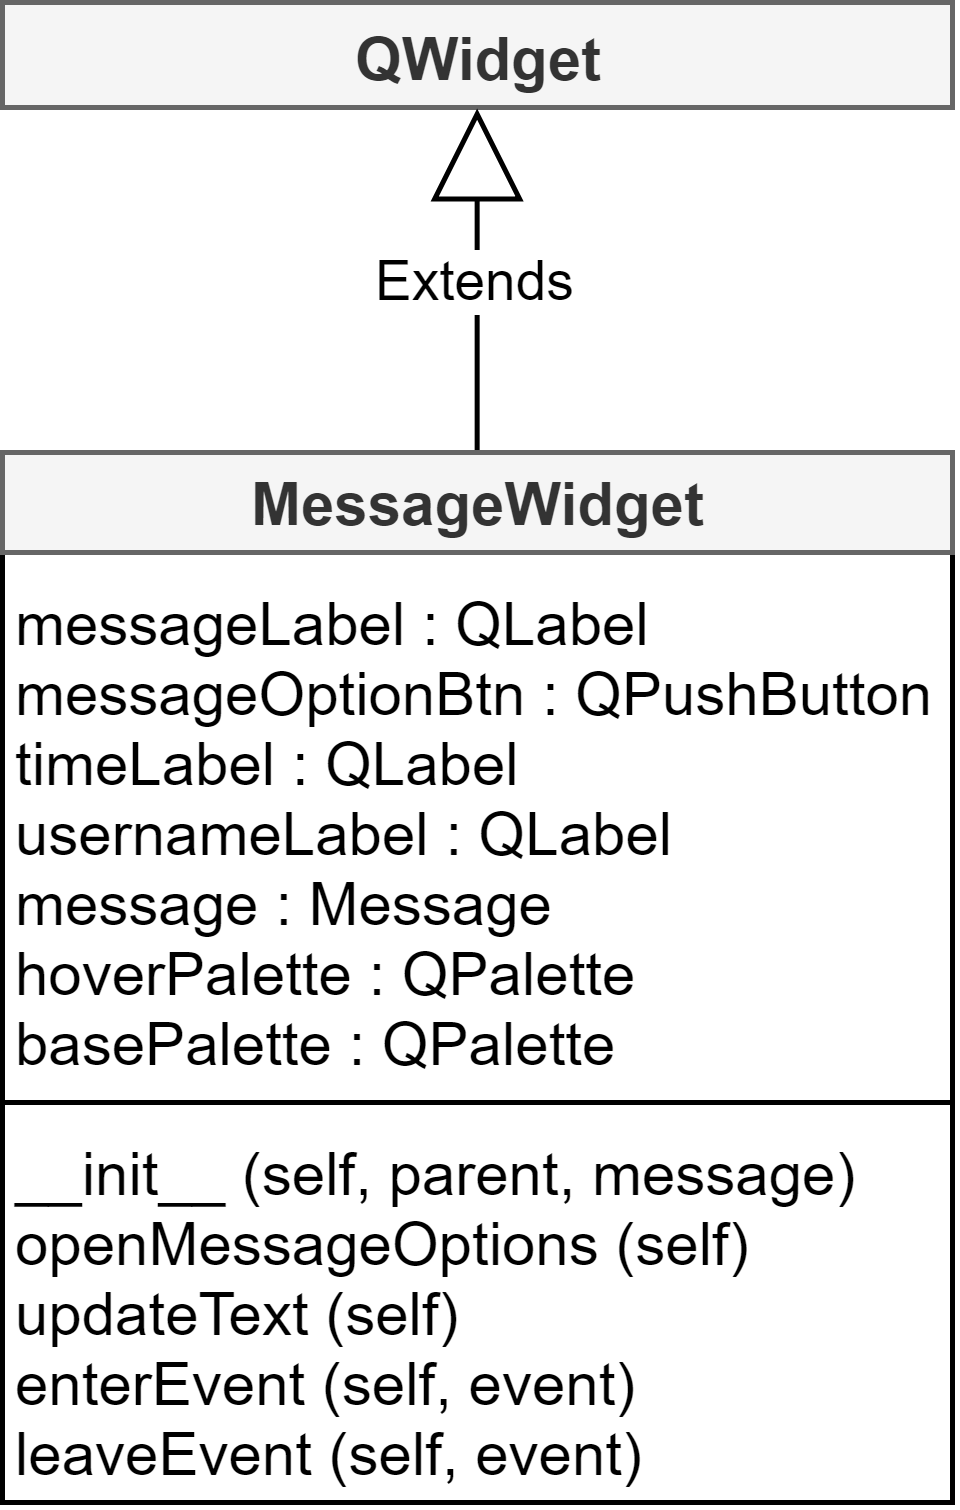 QWidget
Extends
MessageWidget
messageLabel : QLabel
messageOptionBtn : QPushButton
timeLabel : QLabel
usernameLabel : QLabel
message : Message
hoverPalette : QPalette
basePalette : QPalette
__init__ (self, parent, message)
openMessageOptions (self)
updateText (self)
enterEvent (self, event)
leaveEvent (self, event)